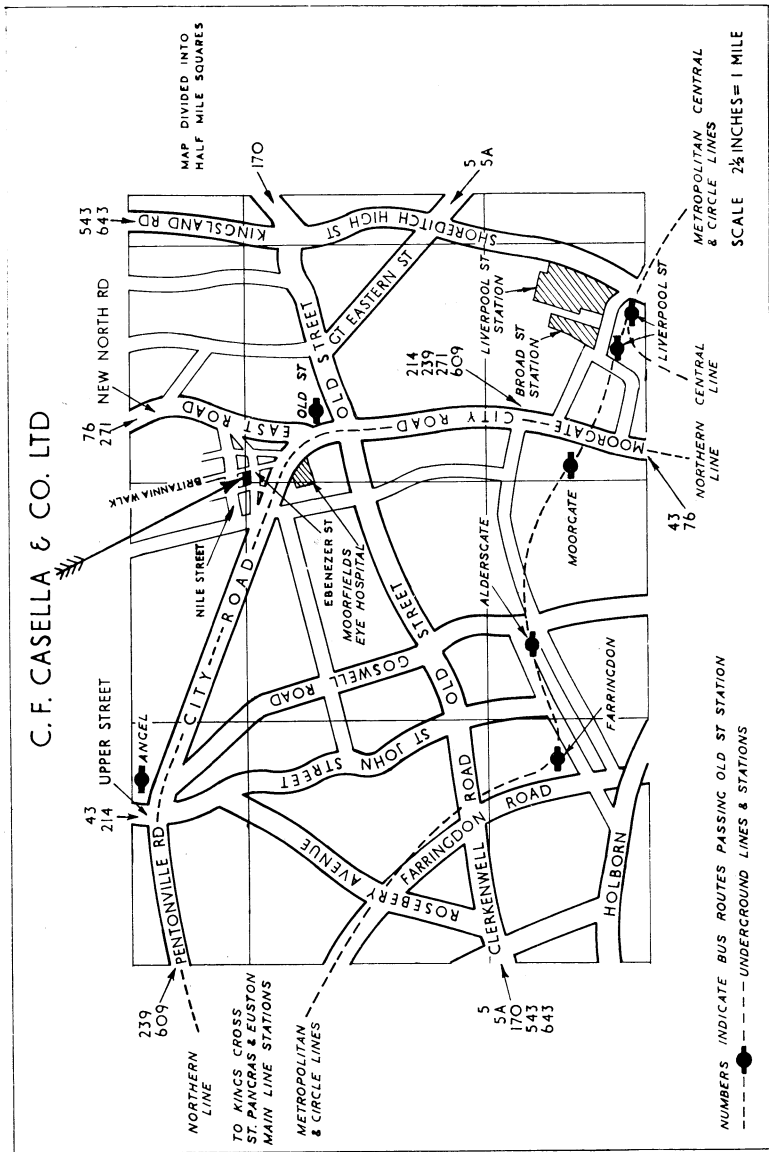 C. F. CASELLA & CO. LTD
MAP DIVIDED INTO
HALF MILE SQUARES
239
609
43
214
UPPER STREET
ANGEL
76
271
NEW NORTH RD
543
643
170
5
5A
BRITANNIA WALK
NILE STREET
EBENEZER ST
MOORFIELDS
EYE HOSPITAL
PENTONVILLE RD
CITY ROAD
EAST ROAD
OLD ST
OLD STREET
GT EASTERN ST
KINGSLAND RD
SHOREDITCH HIGH ST
NORTHERN
LINE
TO KINGS CROSS
ST. PANCRAS & EUSTON
MAIN LINE STATIONS
METROPOLITAN
& CIRCLE LINES
ROSEBERY AVENUE
ST JOHN STREET
GOSWELL ROAD
OLD STREET
CITY ROAD
214
239
271
609
LIVERPOOL ST
STATION
BROAD ST
STATION
FARRINGDON ROAD
CLERKENWELL ROAD
5
5A
170
543
643
ALDERSGATE
MOORGATE
FARRINGDON
HOLBORN
MOORGATE
43
76
NORTHERN
LINE
CENTRAL
LINE
LIVERPOOL ST
METROPOLITAN CENTRAL
& CIRCLE LINES
SCALE 2½ INCHES = 1 MILE
NUMBERS INDICATE BUS ROUTES PASSING OLD ST STATION
UNDERGROUND LINES & STATIONS